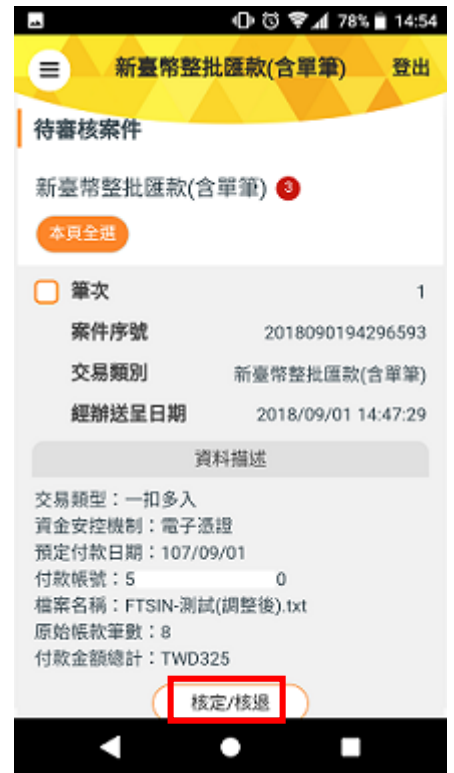 78% 14:54
新臺幣整批匯款(含單筆) 登出
待審核案件
新臺幣整批匯款(含單筆) 3
本頁全選
筆次 1
案件序號 2018090194296593
交易類別 新臺幣整批匯款(含單筆)
經辦送呈日期 2018/09/01 14:47:29
資料描述
交易類型：一扣多入
資金安控機制：電子憑證
預定付款日期：107/09/01
付款帳號：5 0
檔案名稱：FTSIN-測試(調整後).txt
原始帳款筆數：8
付款金額總計：TWD325
核定/核退